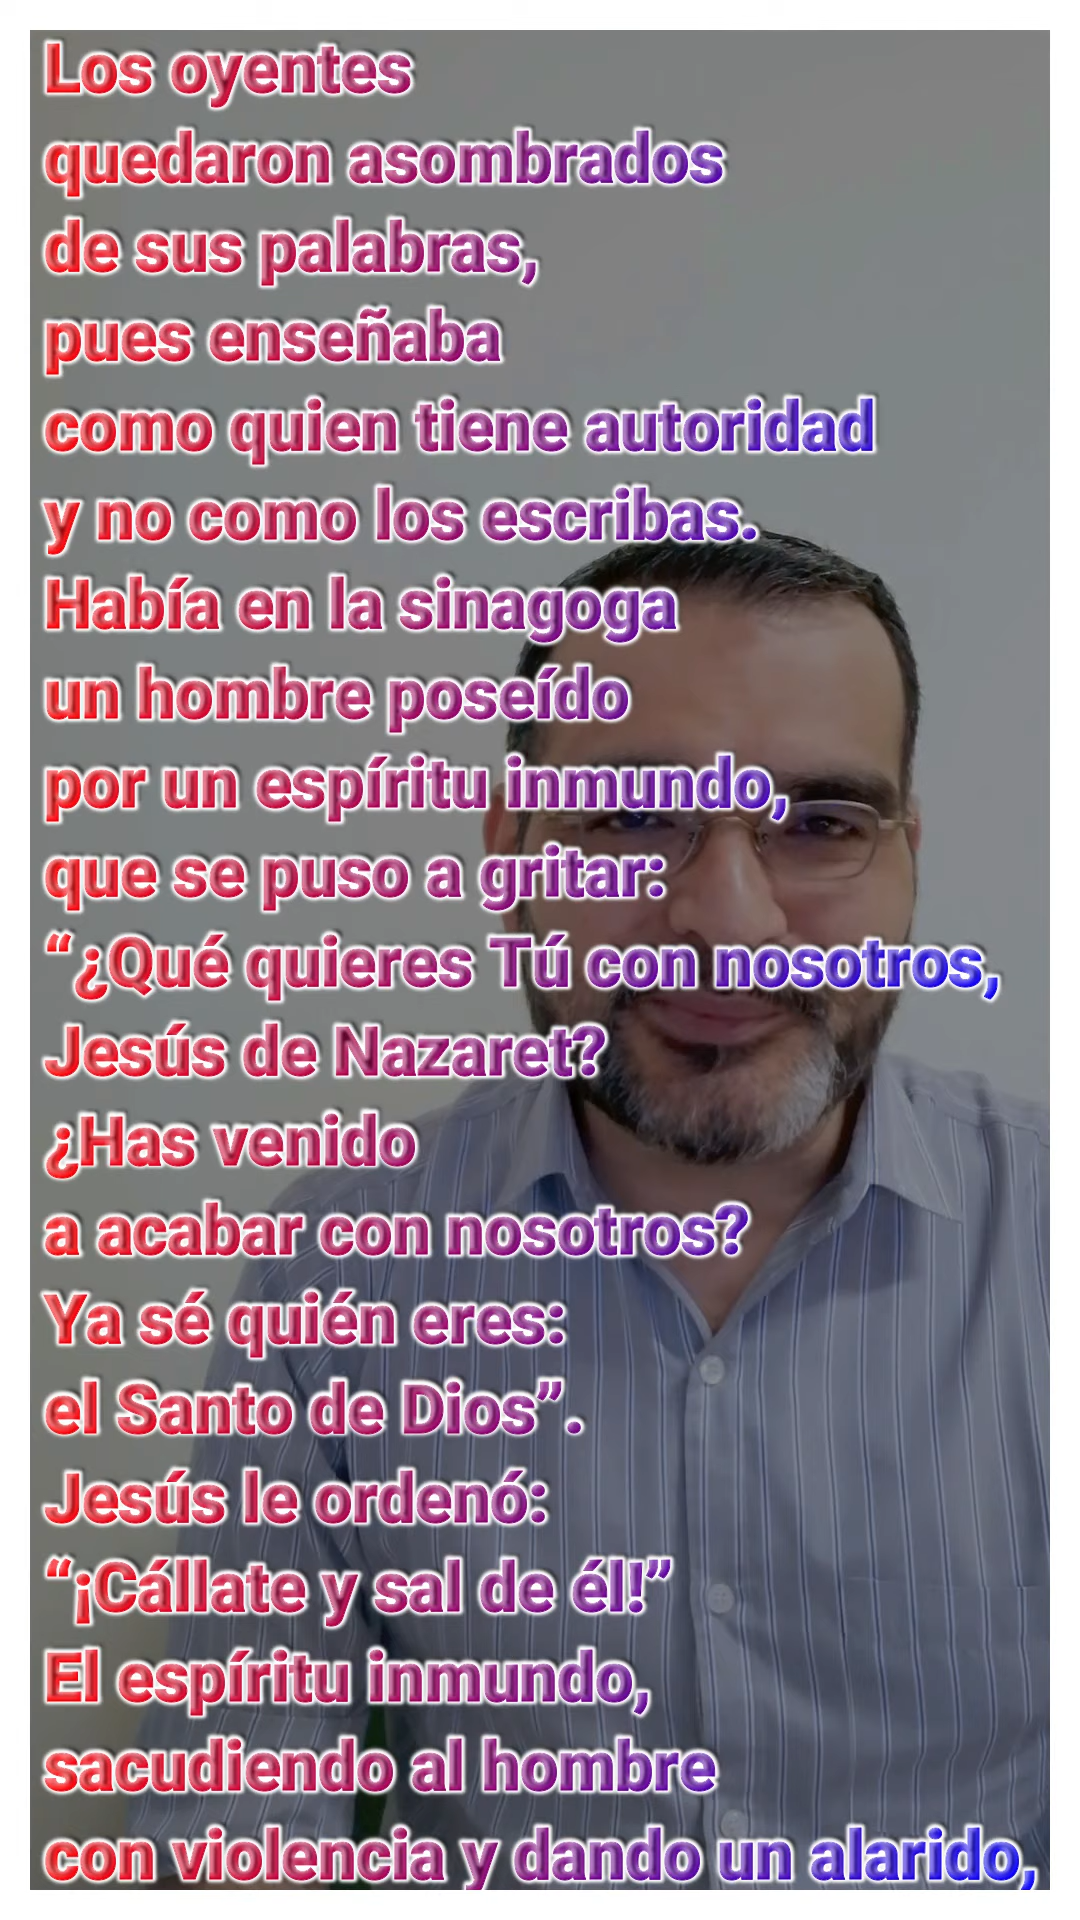 Los oyentes
quedaron asombrados
de sus palabras,
pues enseñaba
como quien tiene autoridad
y no como los escribas.
Había en la sinagoga
un hombre poseído
por un espíritu inmundo,
que se puso a gritar:
“¿Qué quieres Tú con nosotros,
Jesús de Nazaret?
¿Has venido
a acabar con nosotros?
Ya sé quién eres:
el Santo de Dios”.
Jesús le ordenó:
“¡Cállate y sal de él!”
El espíritu inmundo,
sacudiendo al hombre
con violencia y dando un alarido,